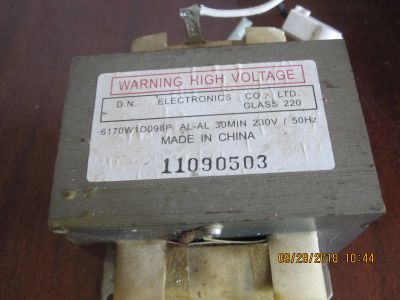 WARNING HIGH VOLTAGE
D.N. ELECTRONICS CO., LTD.
GLASS 220
6170W1D098P AL-AL 30MIN 230V / 50Hz
MADE IN CHINA
11090503
09/29/2018 10:44